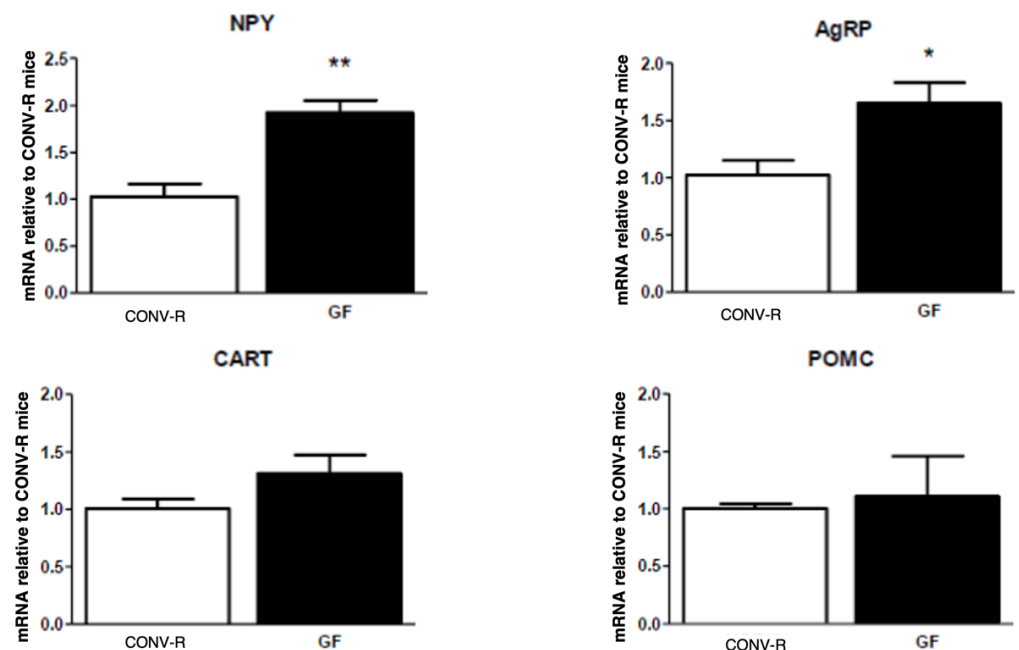 NPY
mRNA relative to CONV-R mice
2.5
2.0
1.5
1.0
0.5
0.0
**
CONV-R
GF
AgRP
mRNA relative to CONV-R mice
2.0
1.5
1.0
0.5
0.0
*
CONV-R
GF
CART
mRNA relative to CONV-R mice
2.0
1.5
1.0
0.5
0.0
CONV-R
GF
POMC
mRNA relative to CONV-R mice
2.0
1.5
1.0
0.5
0.0
CONV-R
GF